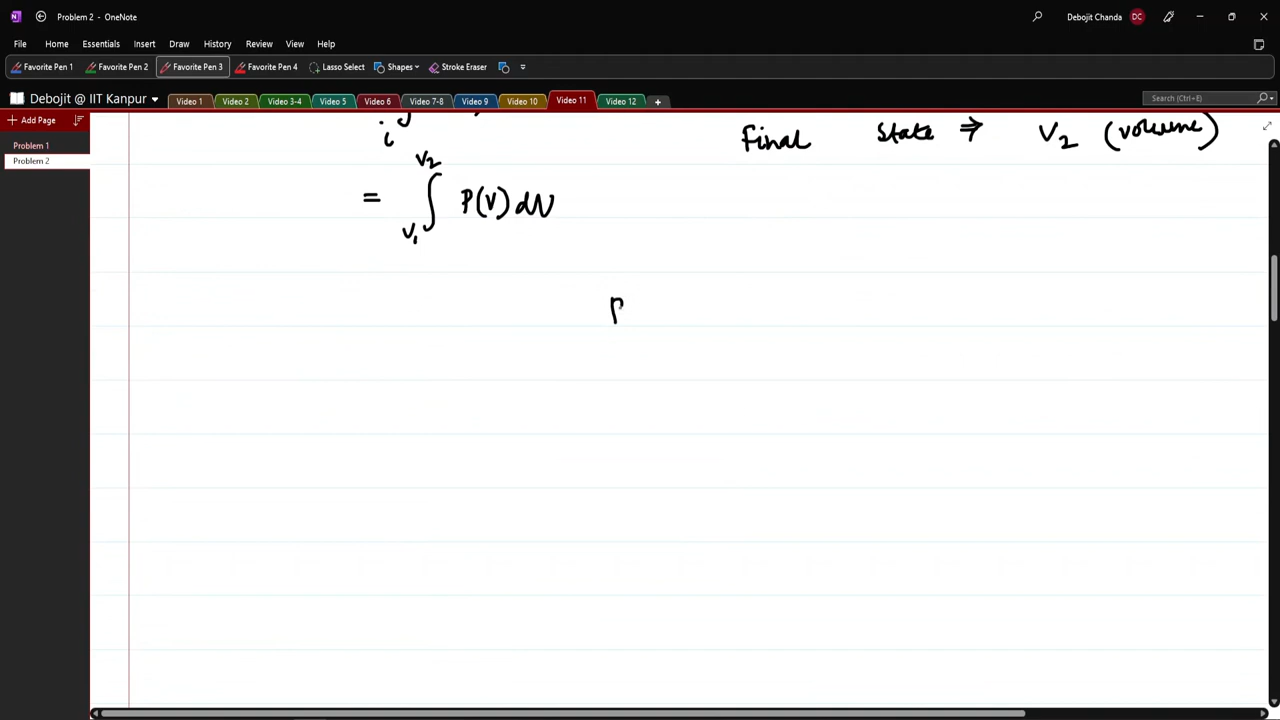 Problem 2 - OneNote
Debojit Chanda DC
File Home Essentials Insert Draw History Review View Help
Favorite Pen 1 Favorite Pen 2 Favorite Pen 3 Favorite Pen 4 Lasso Select Shapes Stroke Eraser
Debojit @ IIT Kanpur Video 1 Video 2 Video 3-4 Video 5 Video 6 Video 7-8 Video 9 Video 10 Video 11 Video 12 Search (Ctrl+E)
Add Page
Problem 1
Problem 2
i
Final State ⇒ V₂ (volume)
= ∫_{V₁}^{V₂} P(V) dV